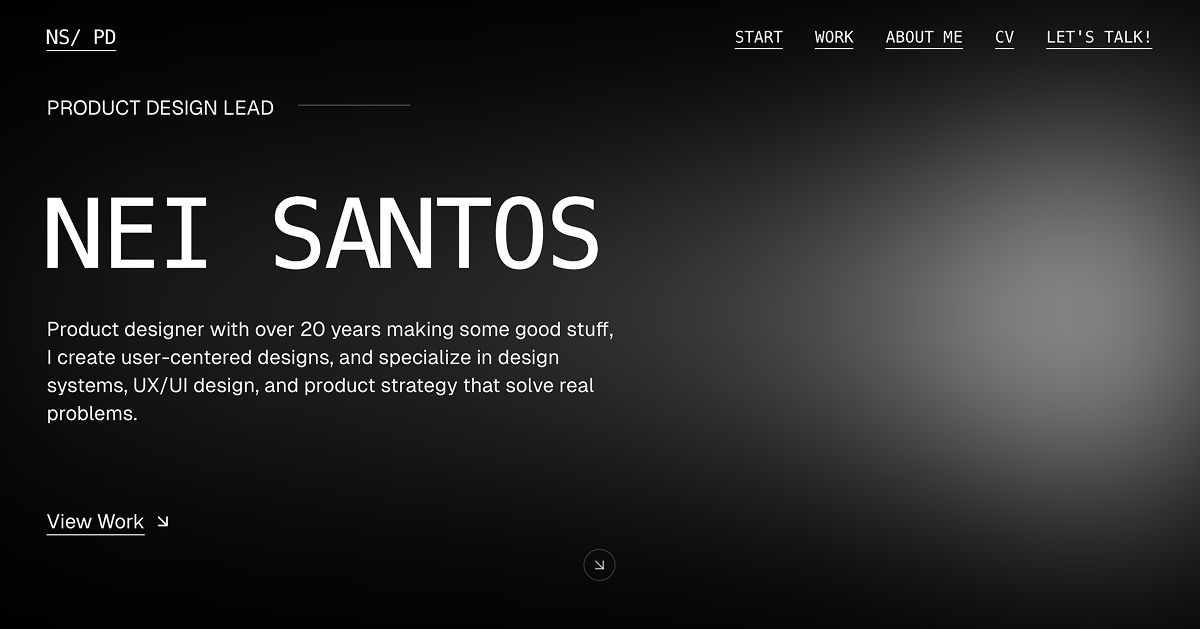 NS/ PD
START WORK ABOUT ME CV LET'S TALK!
PRODUCT DESIGN LEAD
NEI SANTOS
Product designer with over 20 years making some good stuff,
I create user-centered designs, and specialize in design
systems, UX/UI design, and product strategy that solve real
problems.
View Work